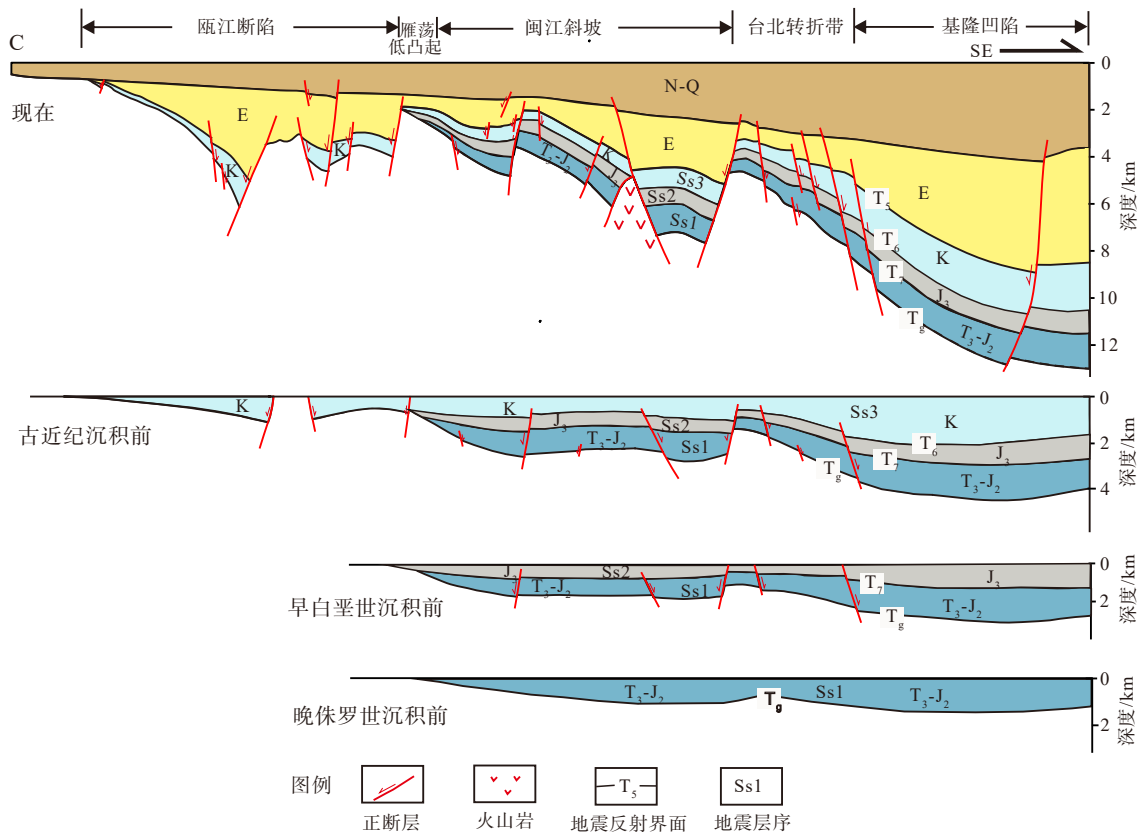 C
瓯江断陷
雁荡
低凸起
闽江斜坡
台北转折带
基隆凹陷
SE
现在
N-Q
E
K
K
T₃-J₂
K
J₃
E
Ss3
Ss2
Ss1
T₅
E
T₆
K
T₇
J₃
T_g
T₃-J₂
0
2
4
6
8
10
12
深度/km
古近纪沉积前
K
K
J₃
Ss2
T₃-J₂
Ss1
Ss3
K
T₆
T₇
J₃
T_g
T₃-J₂
0
2
4
深度/km
早白垩世沉积前
J₃
Ss2
T₃-J₂
Ss1
T₇
J₃
T_g
T₃-J₂
0
2
深度/km
晚侏罗世沉积前
T₃-J₂
T_g
Ss1
T₃-J₂
0
2
深度/km
图例
T₅
Ss1
正断层
火山岩
地震反射界面
地震层序